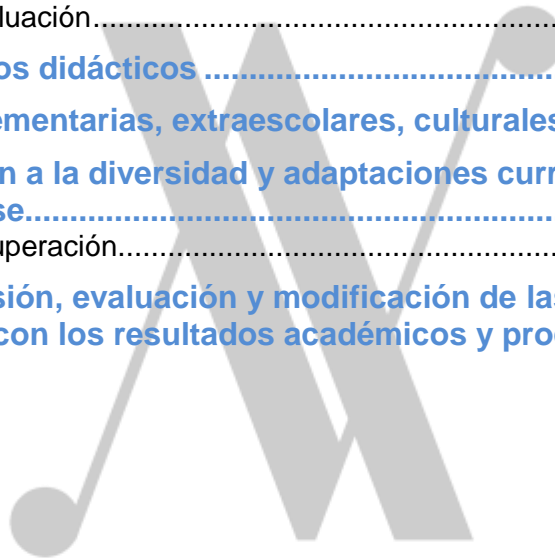 luación......................................................
os didácticos ..........................................
ementarias, extraescolares, culturales
n a la diversidad y adaptaciones curr
se................................................................
uperación..................................................
sión, evaluación y modificación de las
con los resultados académicos y pro